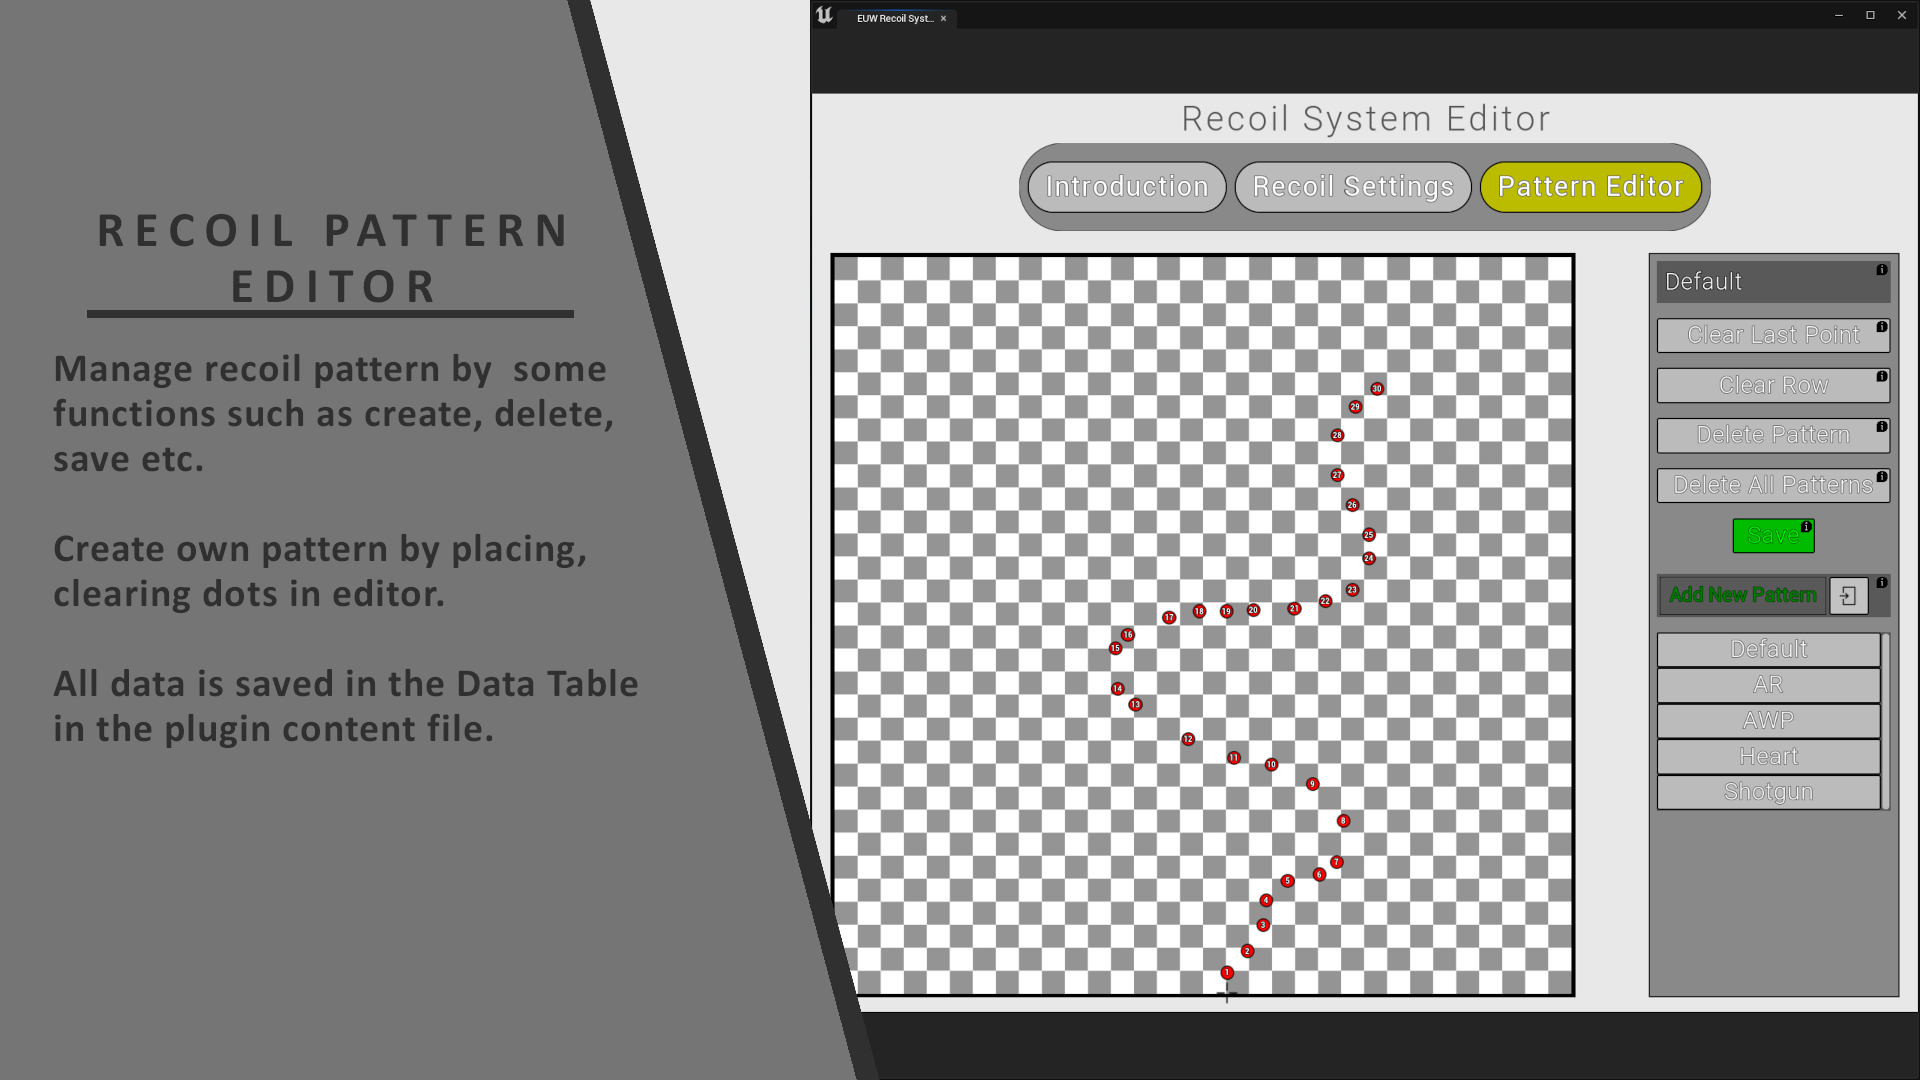 RECOIL PATTERN
EDITOR
Manage recoil pattern by  some
functions such as create, delete,
save etc.
Create own pattern by placing,
clearing dots in editor.
All data is saved in the Data Table
in the plugin content file.
EUW Recoil Syst...
Recoil System Editor
Introduction
Recoil Settings
Pattern Editor
30
29
28
27
26
25
24
23
22
21
20
19
18
17
16
15
14
13
12
11
10
9
8
7
6
5
4
3
2
1
Default
Clear Last Point
Clear Row
Delete Pattern
Delete All Patterns
Save
Add New Pattern
Default
AR
AWP
Heart
Shotgun